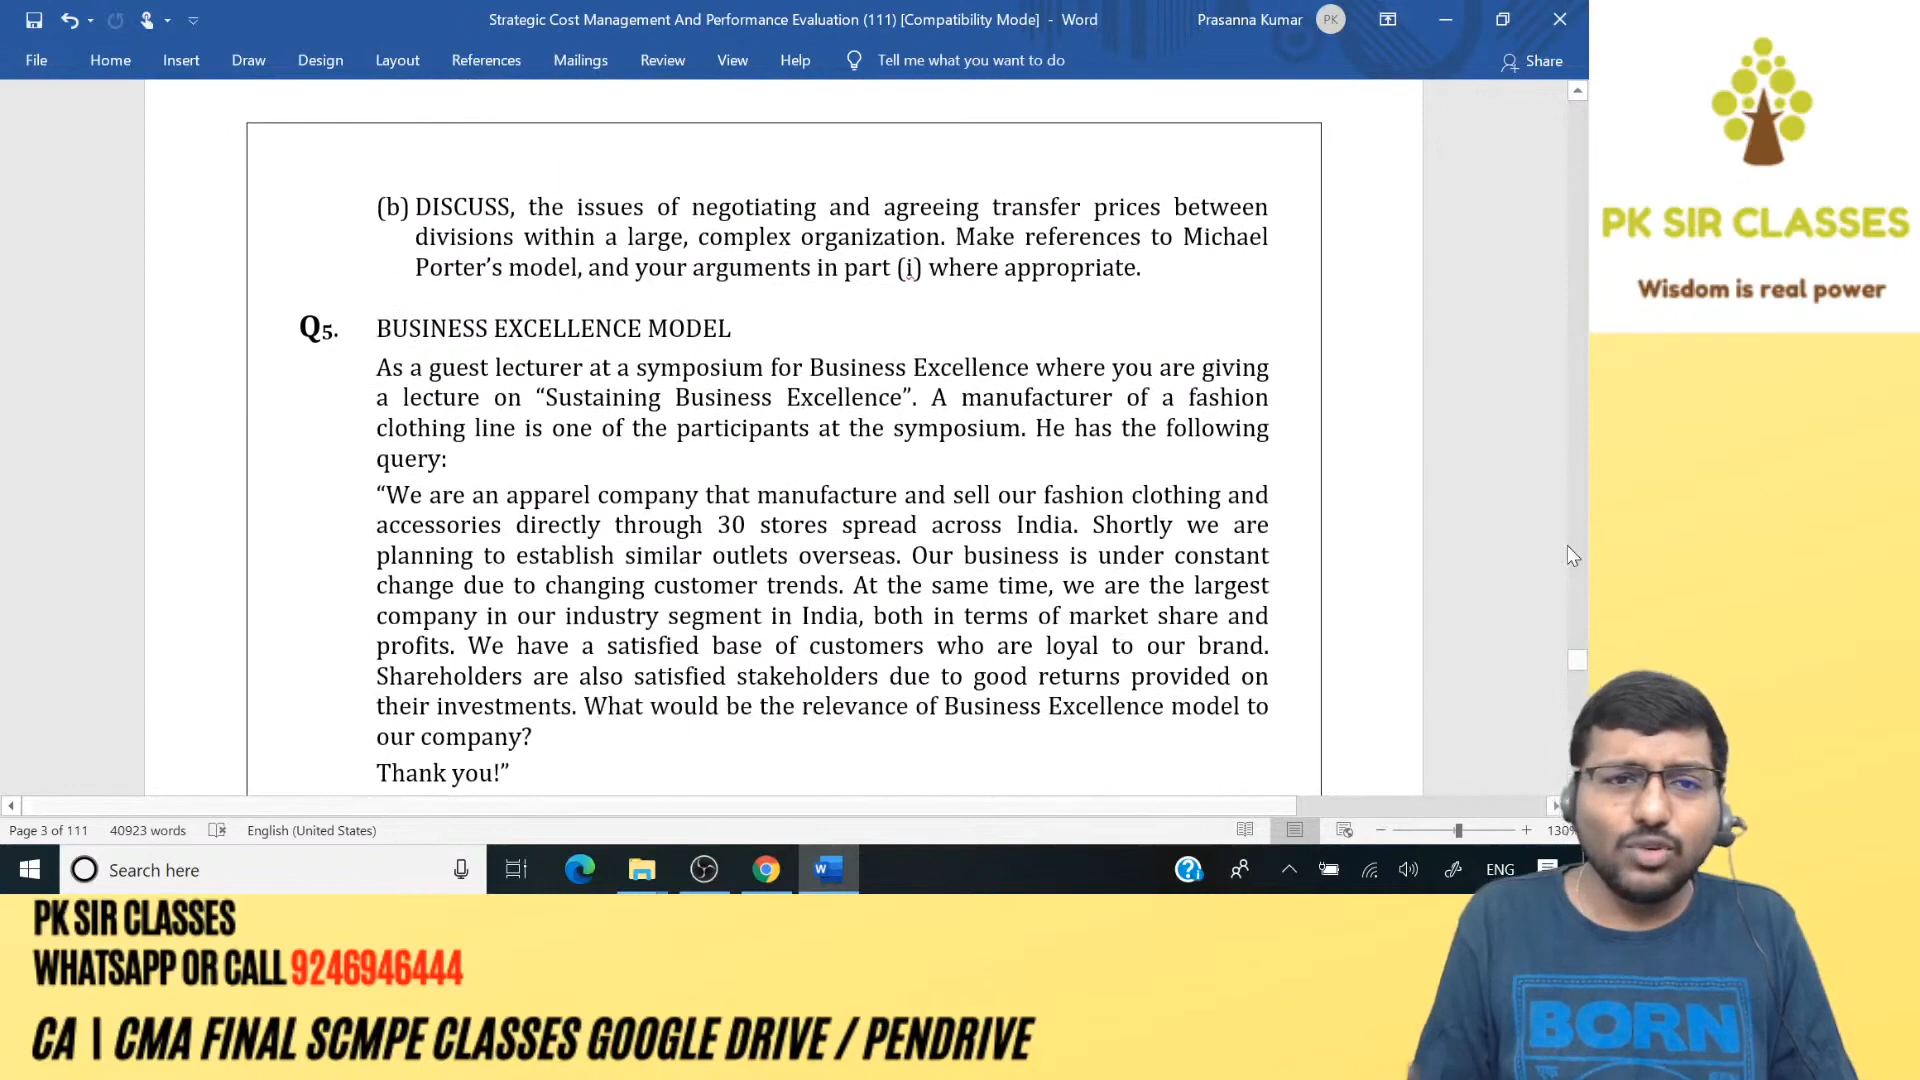 Strategic Cost Management And Performance Evaluation (111) [Compatibility Mode] - Word
Prasanna Kumar
PK
File Home Insert Draw Design Layout References Mailings Review View Help Tell me what you want to do
Share
(b) DISCUSS, the issues of negotiating and agreeing transfer prices between
divisions within a large, complex organization. Make references to Michael
Porter’s model, and your arguments in part (i) where appropriate.
Q5. BUSINESS EXCELLENCE MODEL
As a guest lecturer at a symposium for Business Excellence where you are giving
a lecture on “Sustaining Business Excellence”. A manufacturer of a fashion
clothing line is one of the participants at the symposium. He has the following
query:
“We are an apparel company that manufacture and sell our fashion clothing and
accessories directly through 30 stores spread across India. Shortly we are
planning to establish similar outlets overseas. Our business is under constant
change due to changing customer trends. At the same time, we are the largest
company in our industry segment in India, both in terms of market share and
profits. We have a satisfied base of customers who are loyal to our brand.
Shareholders are also satisfied stakeholders due to good returns provided on
their investments. What would be the relevance of Business Excellence model to
our company?
Thank you!”
Page 3 of 111 40923 words English (United States)
130%
Search here
ENG
PK SIR CLASSES
Wisdom is real power
PK SIR CLASSES
WHATSAPP OR CALL 9246946444
CA \ CMA FINAL SCMPE CLASSES GOOGLE DRIVE / PENDRIVE
BORN